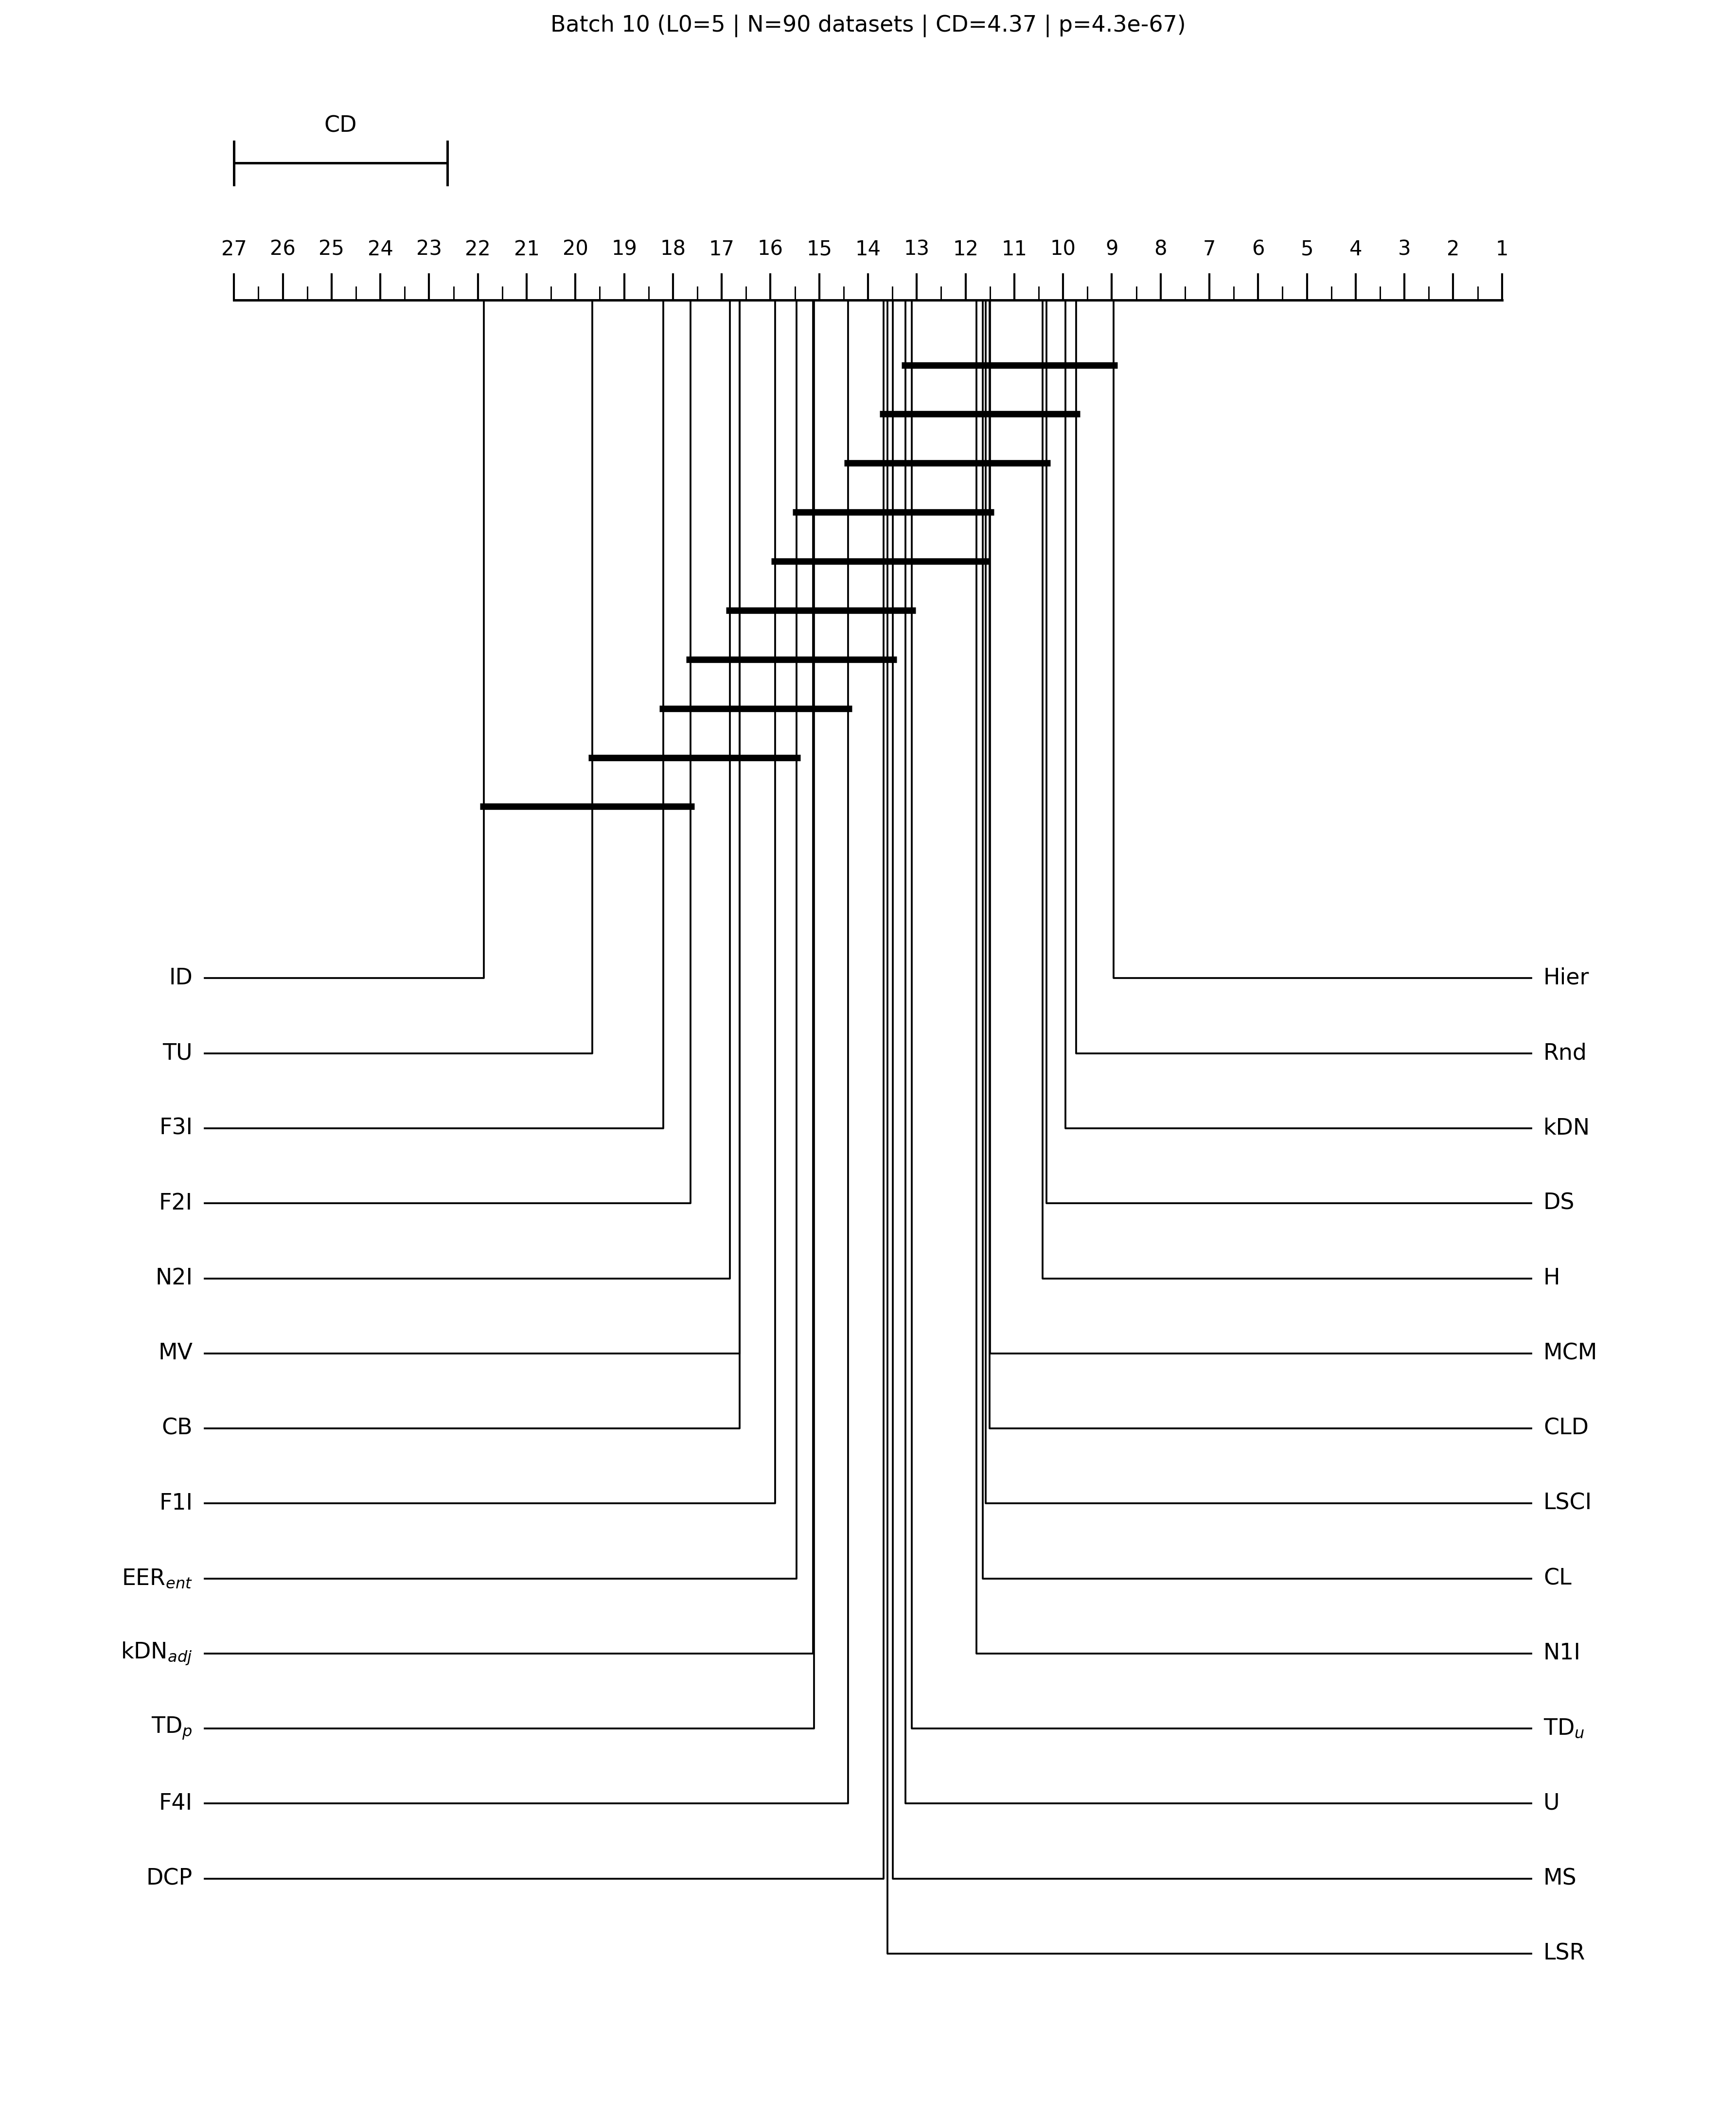 Batch 10 (L0=5 | N=90 datasets | CD=4.37 | p=4.3e-67)
CD
27 26 25 24 23 22 21 20 19 18 17 16 15 14 13 12 11 10 9 8 7 6 5 4 3 2 1
ID Hier
TU Rnd
F3I kDN
F2I DS
N2I H
MV MCM
CB CLD
F1I LSCI
EERent CL
kDNadj N1I
TDp TDu
F4I U
DCP MS
LSR